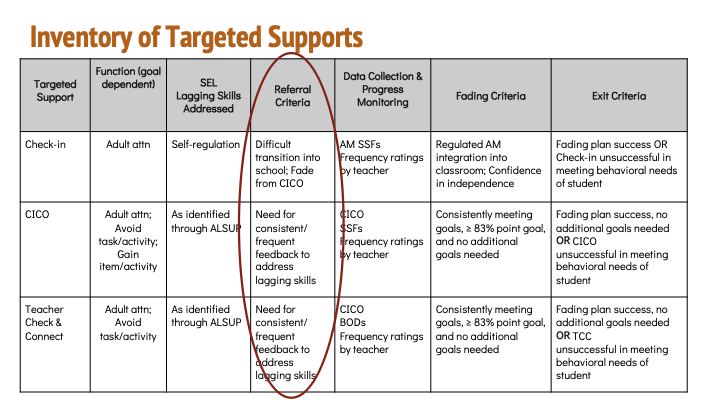 Inventory of Targeted Supports
Targeted
Support
Function (goal
dependent)
SEL
Lagging Skills
Addressed
Referral
Criteria
Data Collection &
Progress
Monitoring
Fading Criteria
Exit Criteria
Check-in
Adult attn
Self-regulation
Difficult
transition into
school; Fade
from CICO
AM SSFs
Frequency ratings
by teacher
Regulated AM
integration into
classroom; Confidence
in independence
Fading plan success OR
Check-in unsuccessful in
meeting behavioral needs
of student
CICO
Adult attn;
Avoid
task/activity;
Gain
item/activity
As identified
through ALSUP
Need for
consistent/
frequent
feedback to
address
lagging skills
CICO
SSFs
Frequency ratings
by teacher
Consistently meeting
goals, ≥ 83% point goal,
and no additional
goals needed
Fading plan success, no
additional goals needed
OR CICO
unsuccessful in meeting
behavioral needs of
student
Teacher
Check &
Connect
Adult attn;
Avoid
task/activity
As identified
through ALSUP
Need for
consistent/
frequent
feedback to
address
lagging skills
CICO
BODs
Frequency ratings
by teacher
Consistently meeting
goals, ≥ 83% point goal,
and no additional
goals needed
Fading plan success, no
additional goals needed
OR TCC
unsuccessful in meeting
behavioral needs of
student